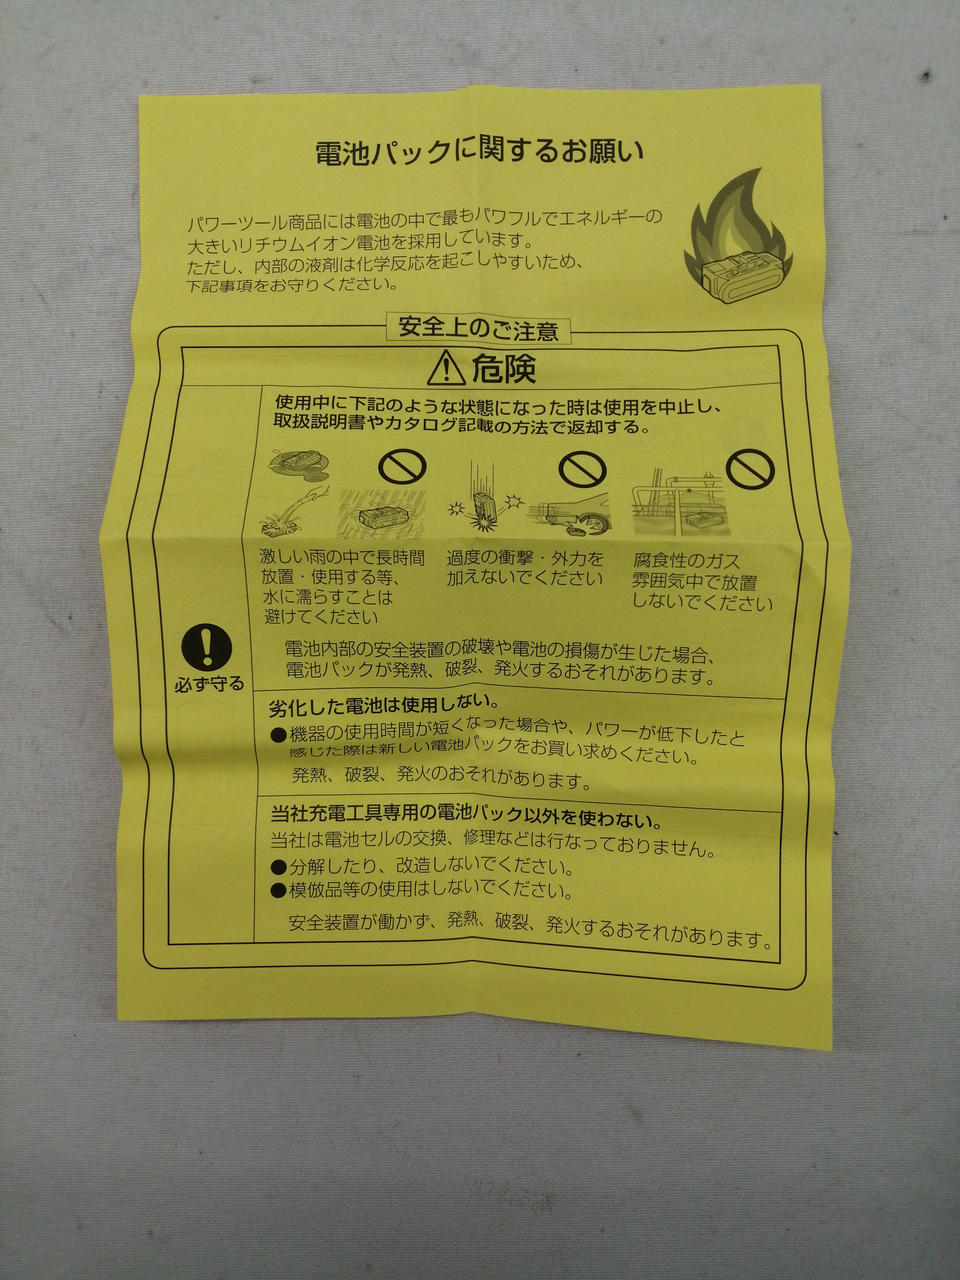 電池パックに関するお願い
パワーツール商品には電池の中で最もパワフルでエネルギーの
大きいリチウムイオン電池を採用しています。
ただし、内部の液剤は化学反応を起こしやすいため、
下記事項をお守りください。
安全上のご注意
危険
使用中に下記のような状態になった時は使用を中止し、
取扱説明書やカタログ記載の方法で返却する。
激しい雨の中で長時間
放置・使用する等、
水に濡らすことは
避けてください
過度の衝撃・外力を
加えないでください
腐食性のガス
雰囲気中で放置
しないでください
電池内部の安全装置の破壊や電池の損傷が生じた場合、
電池パックが発熱、破裂、発火するおそれがあります。
必ず守る
劣化した電池は使用しない。
●機器の使用時間が短くなった場合や、パワーが低下したと
感じた際は新しい電池パックをお買い求めください。
発熱、破裂、発火のおそれがあります。
当社充電工具専用の電池パック以外を使わない。
当社は電池セルの交換、修理などは行なっておりません。
●分解したり、改造しないでください。
●模倣品等の使用はしないでください。
安全装置が働かず、発熱、破裂、発火するおそれがあります。